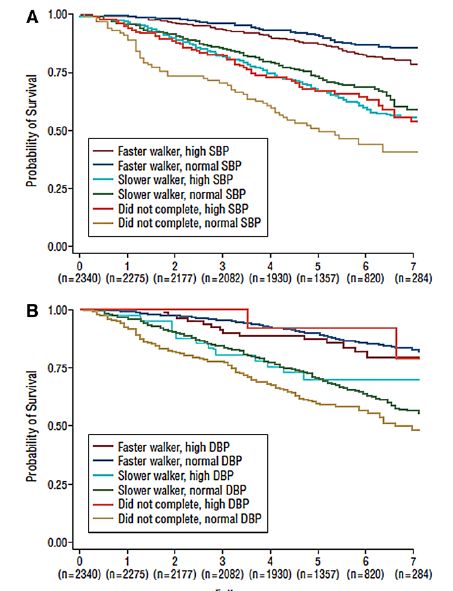 A
Probability of Survival
1.00
0.75
0.50
0.25
0.00
Faster walker, high SBP
Faster walker, normal SBP
Slower walker, high SBP
Slower walker, normal SBP
Did not complete, high SBP
Did not complete, normal SBP
0 1 2 3 4 5 6 7
(n=2340) (n=2275) (n=2177) (n=2082) (n=1930) (n=1357) (n=820) (n=284)
B
Probability of Survival
1.00
0.75
0.50
0.25
0.00
Faster walker, high DBP
Faster walker, normal DBP
Slower walker, high DBP
Slower walker, normal DBP
Did not complete, high DBP
Did not complete, normal DBP
0 1 2 3 4 5 6 7
(n=2340) (n=2275) (n=2177) (n=2082) (n=1930) (n=1357) (n=820) (n=284)